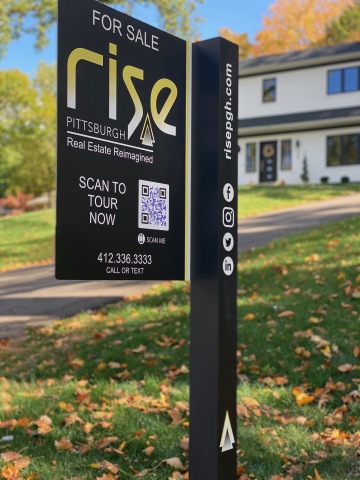 FOR SALE
rise
PITTSBURGH
Real Estate Reimagined
SCAN TO
TOUR
NOW
SCAN ME
412.336.3333
CALL OR TEXT
risepgh.com